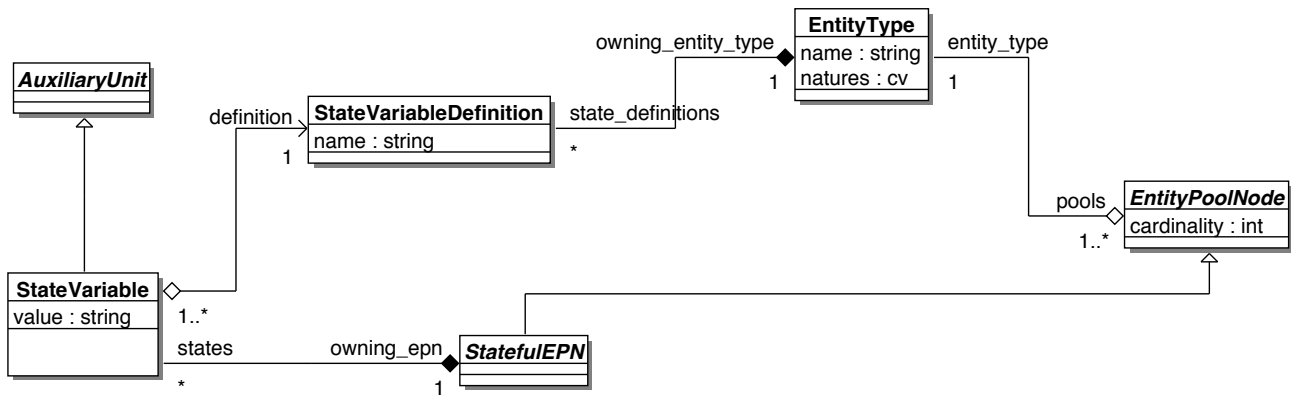 EntityType
name : string
natures : cv
owning_entity_type
1
entity_type
1
AuxiliaryUnit
definition
1
StateVariableDefinition
name : string
state_definitions
*
EntityPoolNode
cardinality : int
pools
1..*
StateVariable
value : string
1..*
states
*
owning_epn
1
StatefulEPN